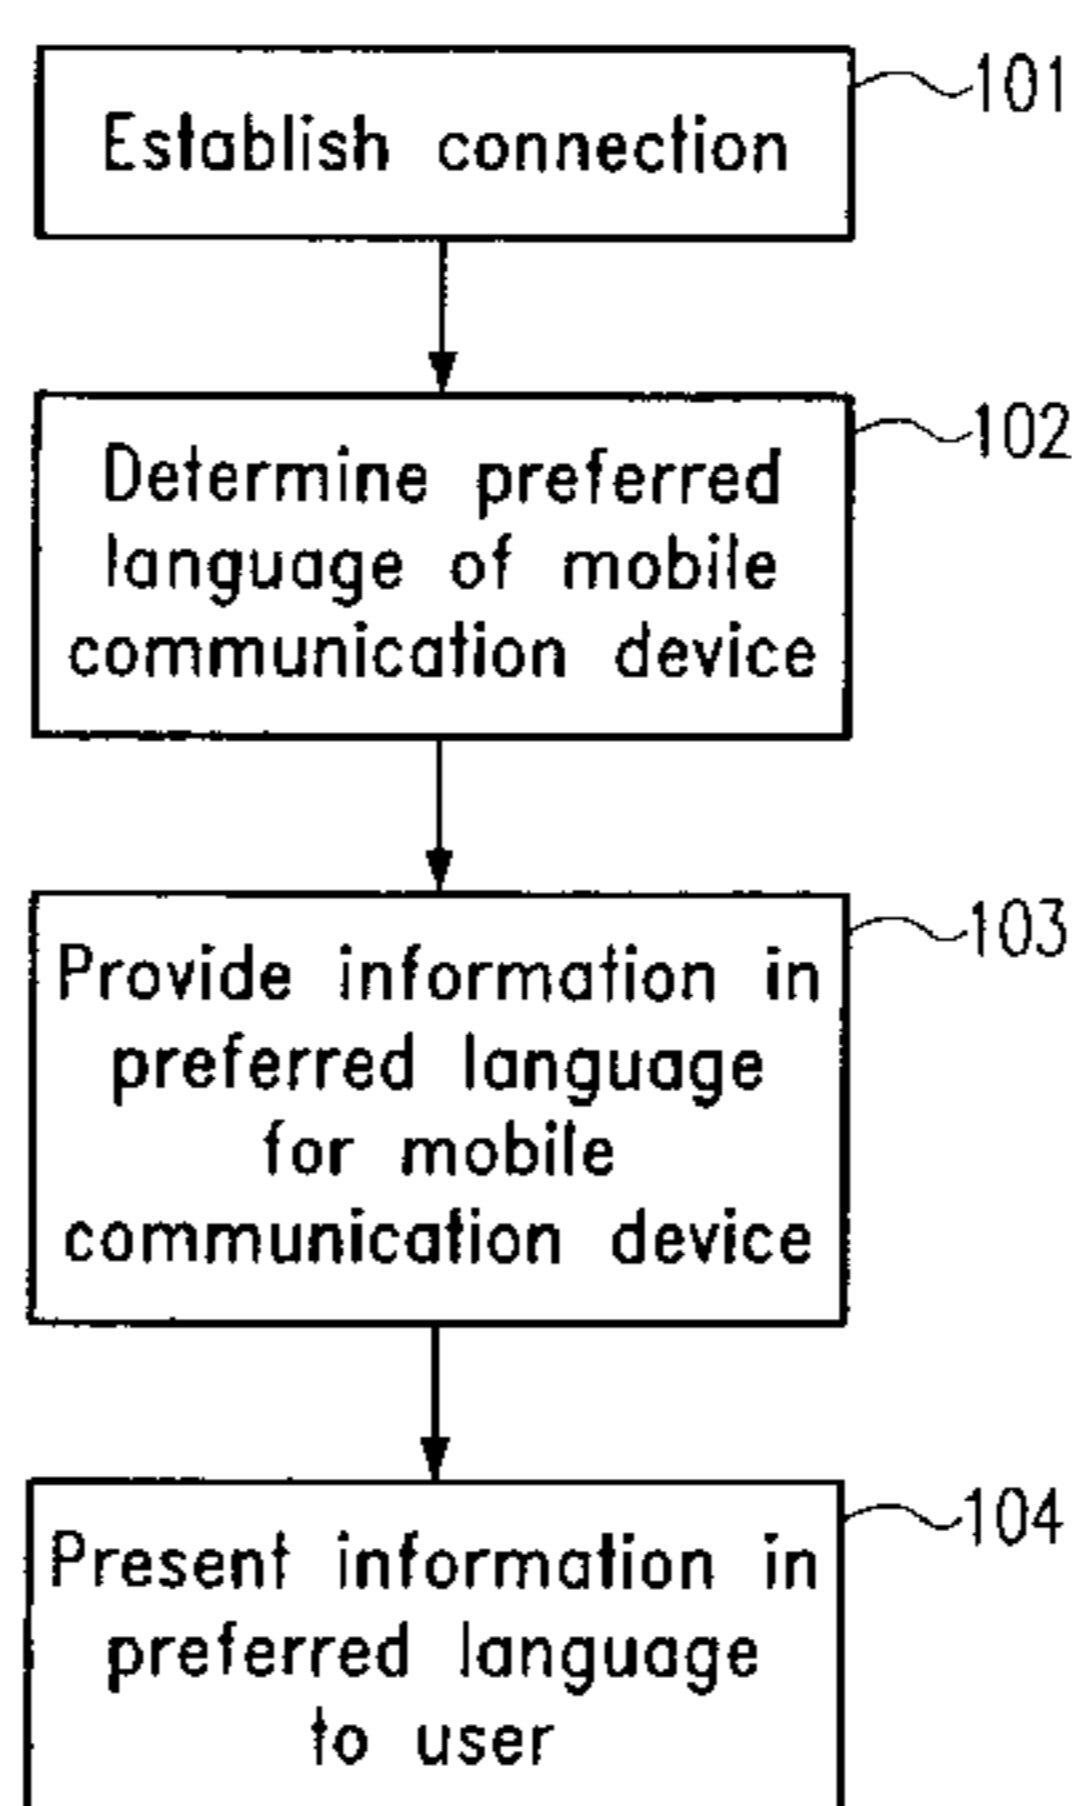 Establish connection
101
Determine preferred
language of mobile
communication device
102
Provide information in
preferred language
for mobile
communication device
103
Present information in
preferred language
to user
104